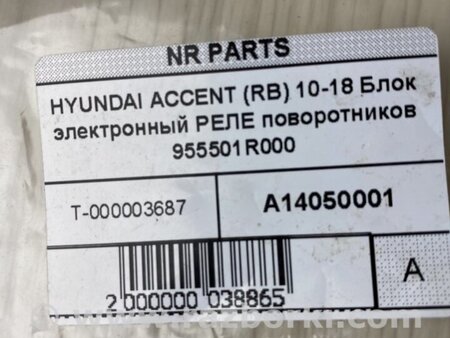 NR PARTS
HYUNDAI ACCENT (RB) 10-18 Блок
электронный РЕЛЕ поворотников
955501R000
T-000003687
A14050001
A
2 000000 038865